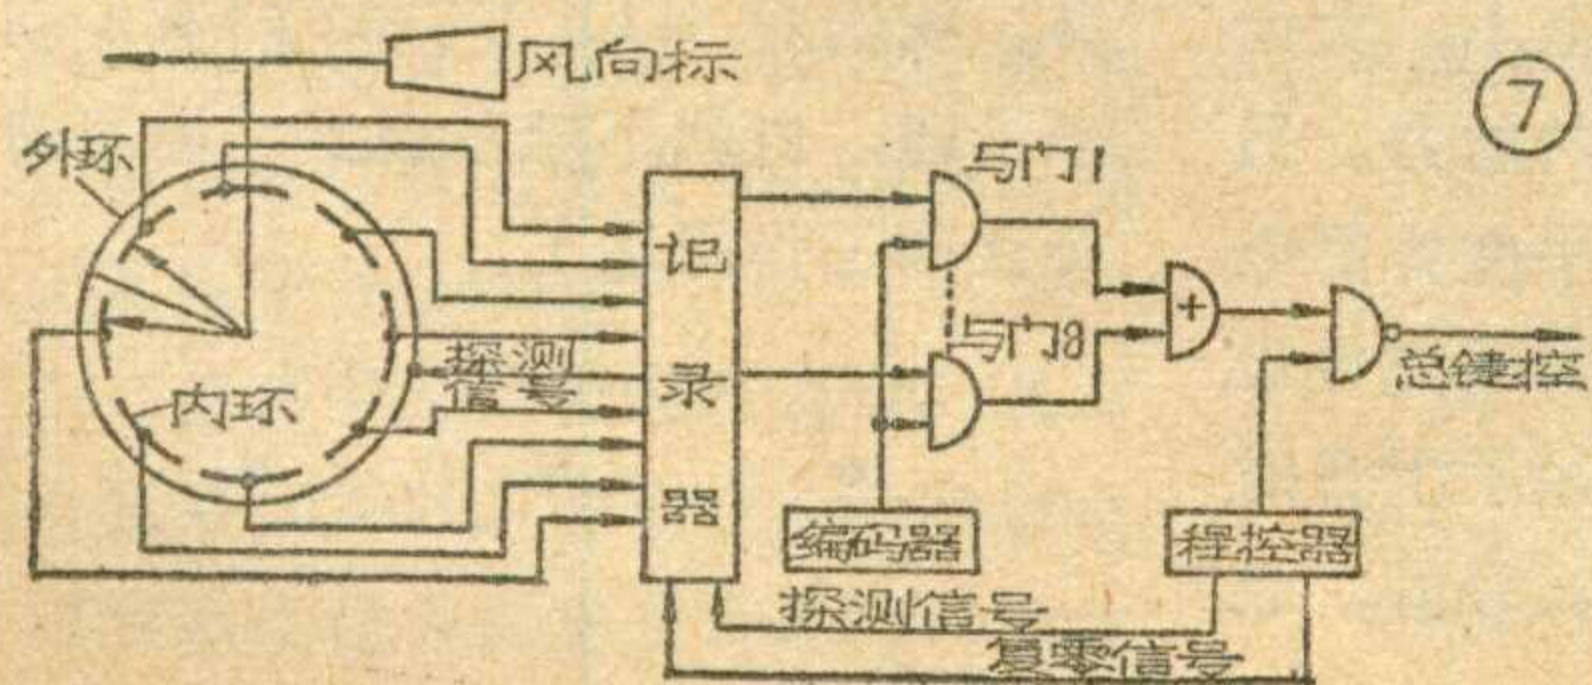 风向标
⑦
外环
与门1
记录器
+
与门8
探测信号
总键控
内环
编码器
程控器
探测信号
复零信号